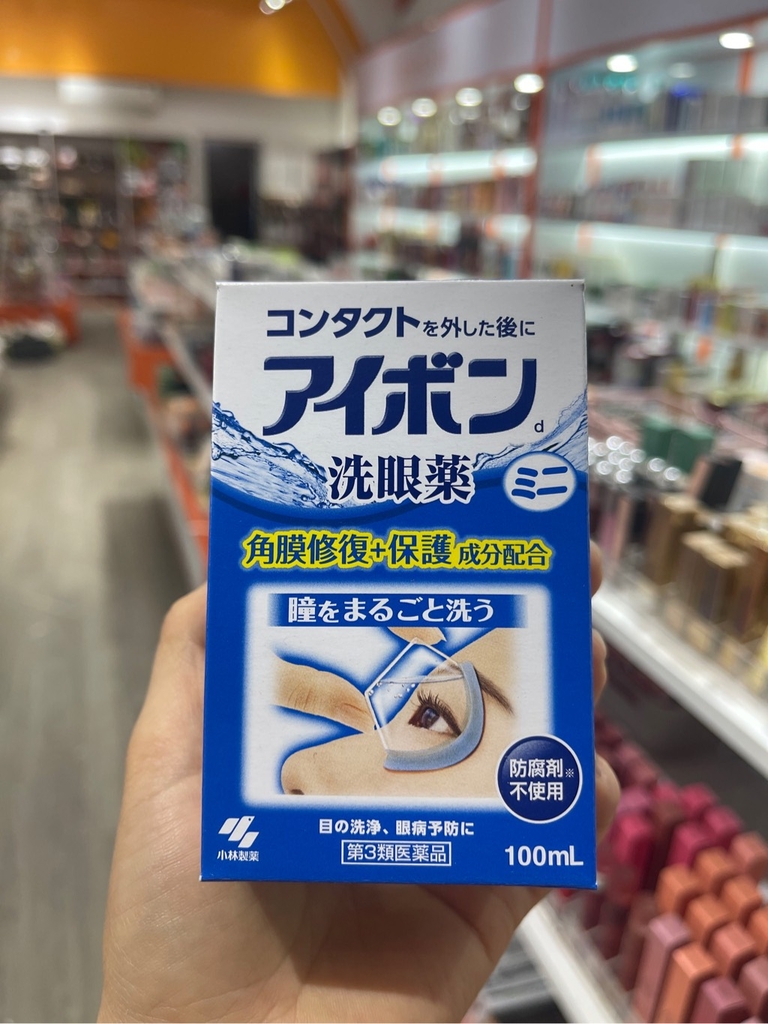 コンタクトを外した後に
アイボンd
洗眼薬 ミニ
角膜修復+保護成分配合
瞳をまるごと洗う
防腐剤※
不使用
目の洗浄、眼病予防に
第3類医薬品
小林製薬
100mL